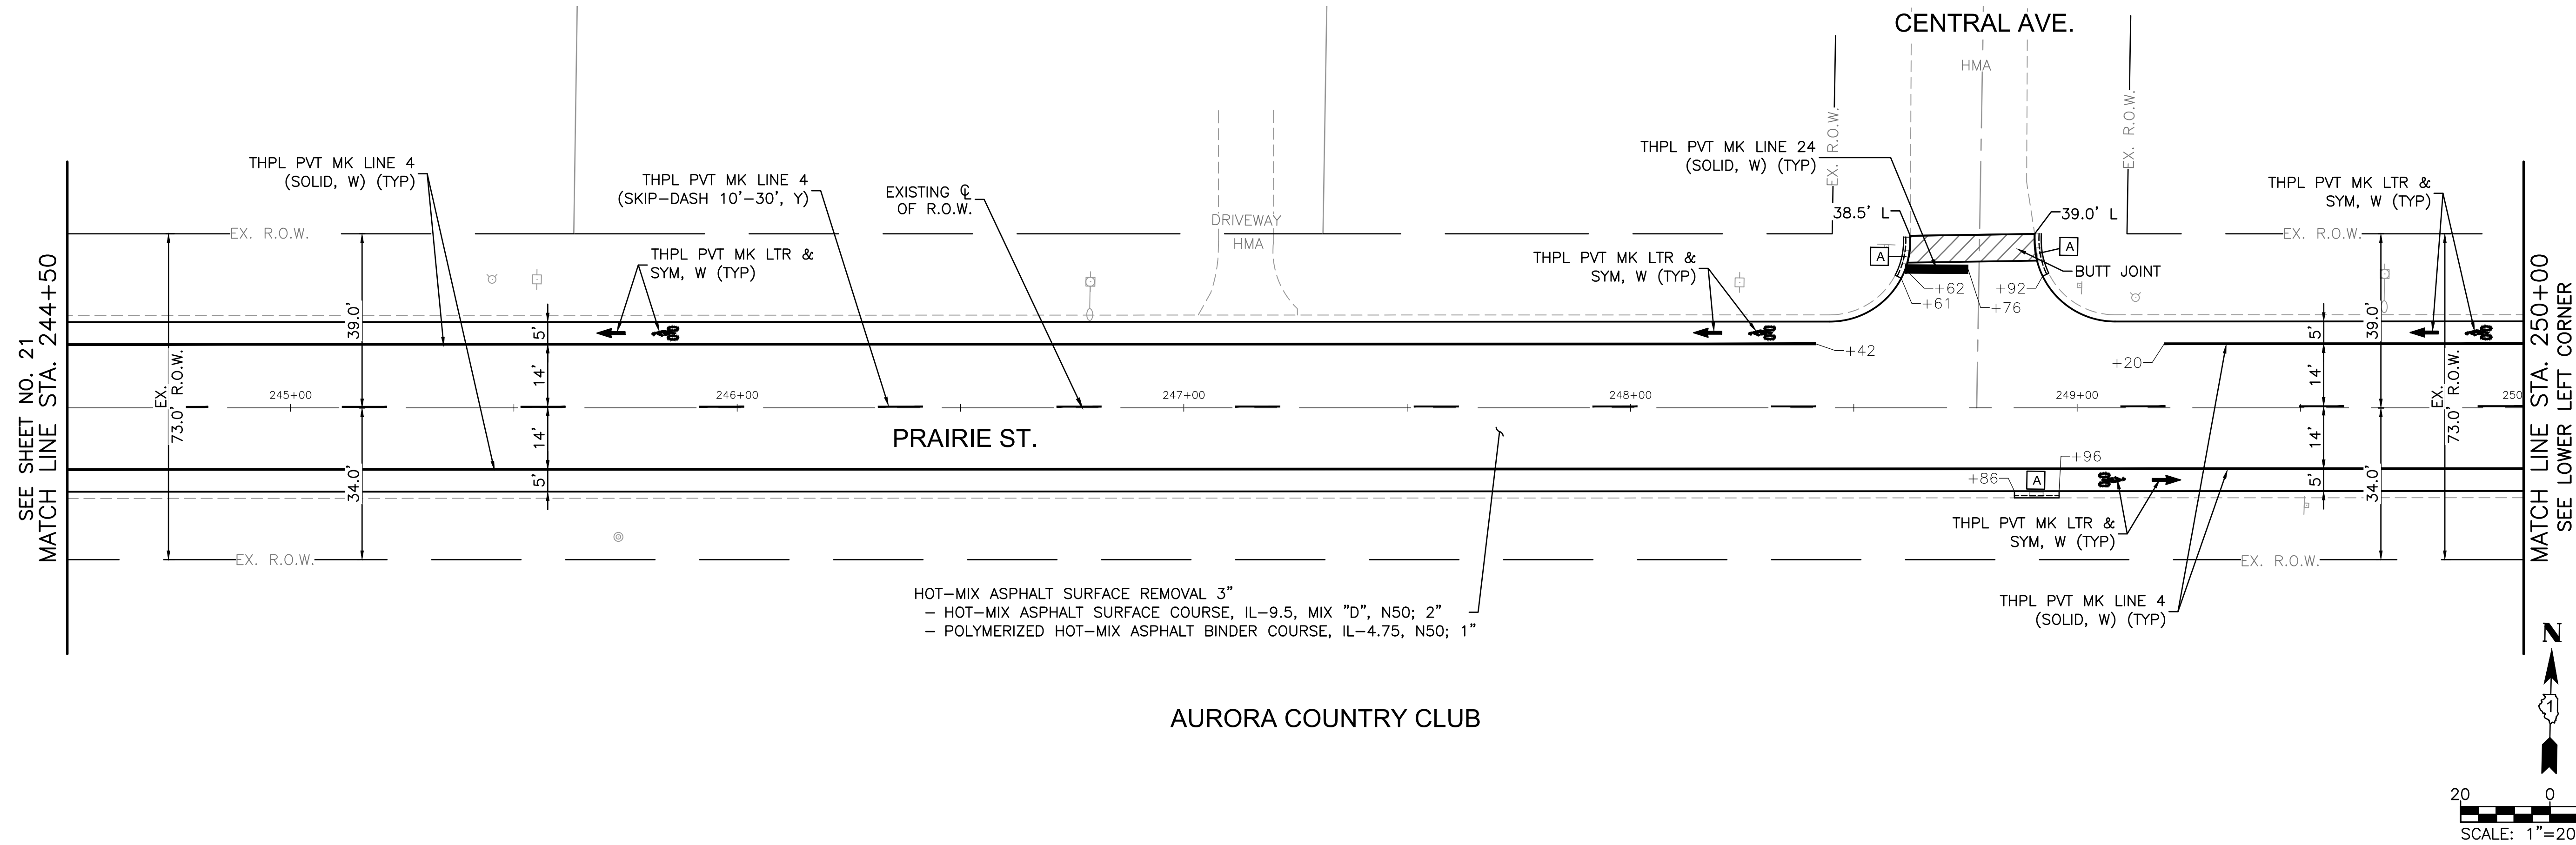 CENTRAL AVE.
HMA
EX. R.O.W.
EX. R.O.W.
THPL PVT MK LINE 4
(SOLID, W) (TYP)
THPL PVT MK LINE 4
(SKIP-DASH 10'-30', Y)
EXISTING ℄
OF R.O.W.
THPL PVT MK LINE 24
(SOLID, W) (TYP)
THPL PVT MK LTR &
SYM, W (TYP)
DRIVEWAY
HMA
38.5' L
39.0' L
EX. R.O.W.
EX. R.O.W.
THPL PVT MK LTR &
SYM, W (TYP)
THPL PVT MK LTR &
SYM, W (TYP)
A
A
BUTT JOINT
+62
+61
+92
+76
SEE SHEET NO. 21
MATCH LINE STA. 244+50
EX.
73.0' R.O.W.
39.0'
34.0'
5'
14'
14'
5'
+42
+20
245+00
246+00
247+00
248+00
249+00
250
PRAIRIE ST.
5'
14'
14'
5'
39.0'
34.0'
EX.
73.0' R.O.W.
MATCH LINE STA. 250+00
SEE LOWER LEFT CORNER
+96
+86
A
THPL PVT MK LTR &
SYM, W (TYP)
EX. R.O.W.
EX. R.O.W.
HOT-MIX ASPHALT SURFACE REMOVAL 3"
- HOT-MIX ASPHALT SURFACE COURSE, IL-9.5, MIX "D", N50; 2"
- POLYMERIZED HOT-MIX ASPHALT BINDER COURSE, IL-4.75, N50; 1"
THPL PVT MK LINE 4
(SOLID, W) (TYP)
N
1
AURORA COUNTRY CLUB
20 0
SCALE: 1"=20